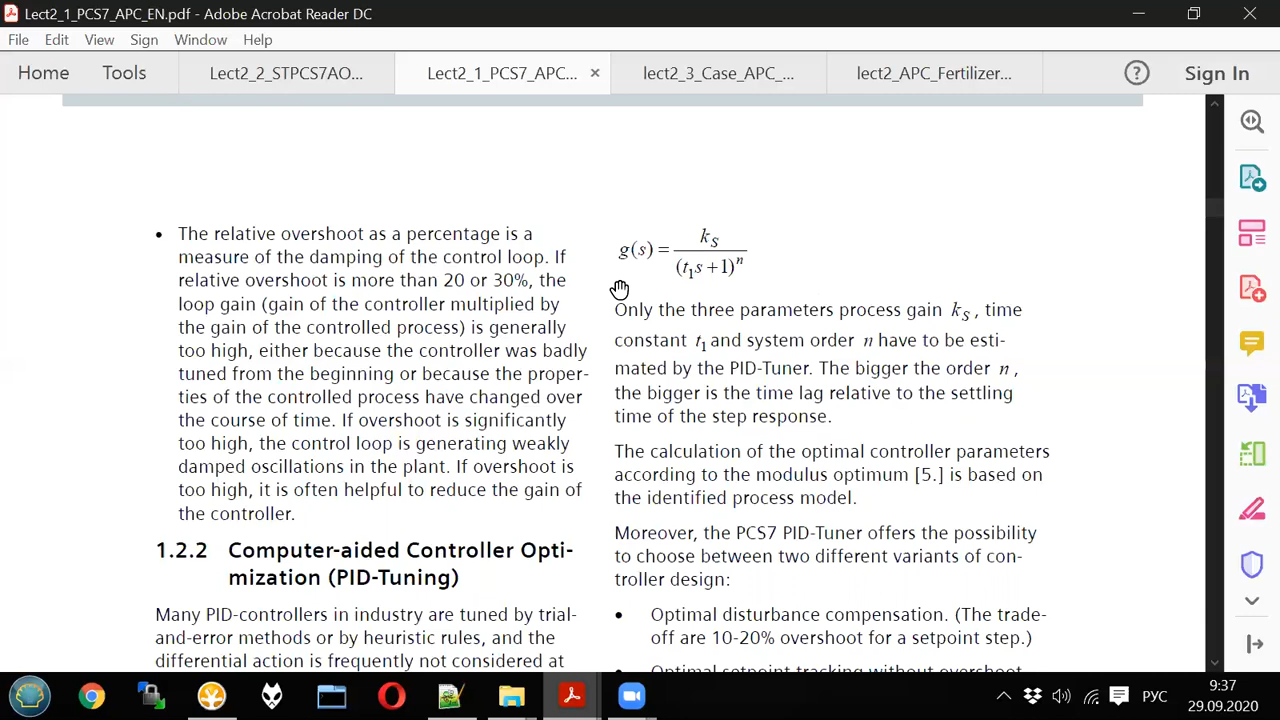 Lect2_1_PCS7_APC_EN.pdf - Adobe Acrobat Reader DC
File Edit View Sign Window Help
Home Tools Lect2_2_STPCS7AO... Lect2_1_PCS7_APC... lect2_3_Case_APC_... lect2_APC_Fertilizer... Sign In
• The relative overshoot as a percentage is a
measure of the damping of the control loop. If
relative overshoot is more than 20 or 30%, the
loop gain (gain of the controller multiplied by
the gain of the controlled process) is generally
too high, either because the controller was badly
tuned from the beginning or because the proper-
ties of the controlled process have changed over
the course of time. If overshoot is significantly
too high, the control loop is generating weakly
damped oscillations in the plant. If overshoot is
too high, it is often helpful to reduce the gain of
the controller.
1.2.2 Computer-aided Controller Opti-
mization (PID-Tuning)
Many PID-controllers in industry are tuned by trial-
and-error methods or by heuristic rules, and the
differential action is frequently not considered at
g(s) = k_S / (t_1 s + 1)^n
Only the three parameters process gain k_S , time
constant t_1 and system order n have to be esti-
mated by the PID-Tuner. The bigger the order n ,
the bigger is the time lag relative to the settling
time of the step response.
The calculation of the optimal controller parameters
according to the modulus optimum [5.] is based on
the identified process model.
Moreover, the PCS7 PID-Tuner offers the possibility
to choose between two different variants of con-
troller design:
• Optimal disturbance compensation. (The trade-
off are 10-20% overshoot for a setpoint step.)
• Optimal setpoint tracking without overshoot
РУС
9:37
29.09.2020